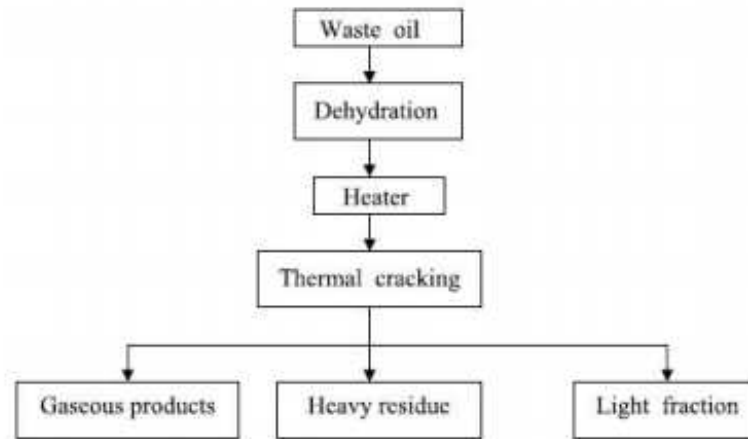 Waste oil
Dehydration
Heater
Thermal cracking
Gaseous products
Heavy residue
Light fraction